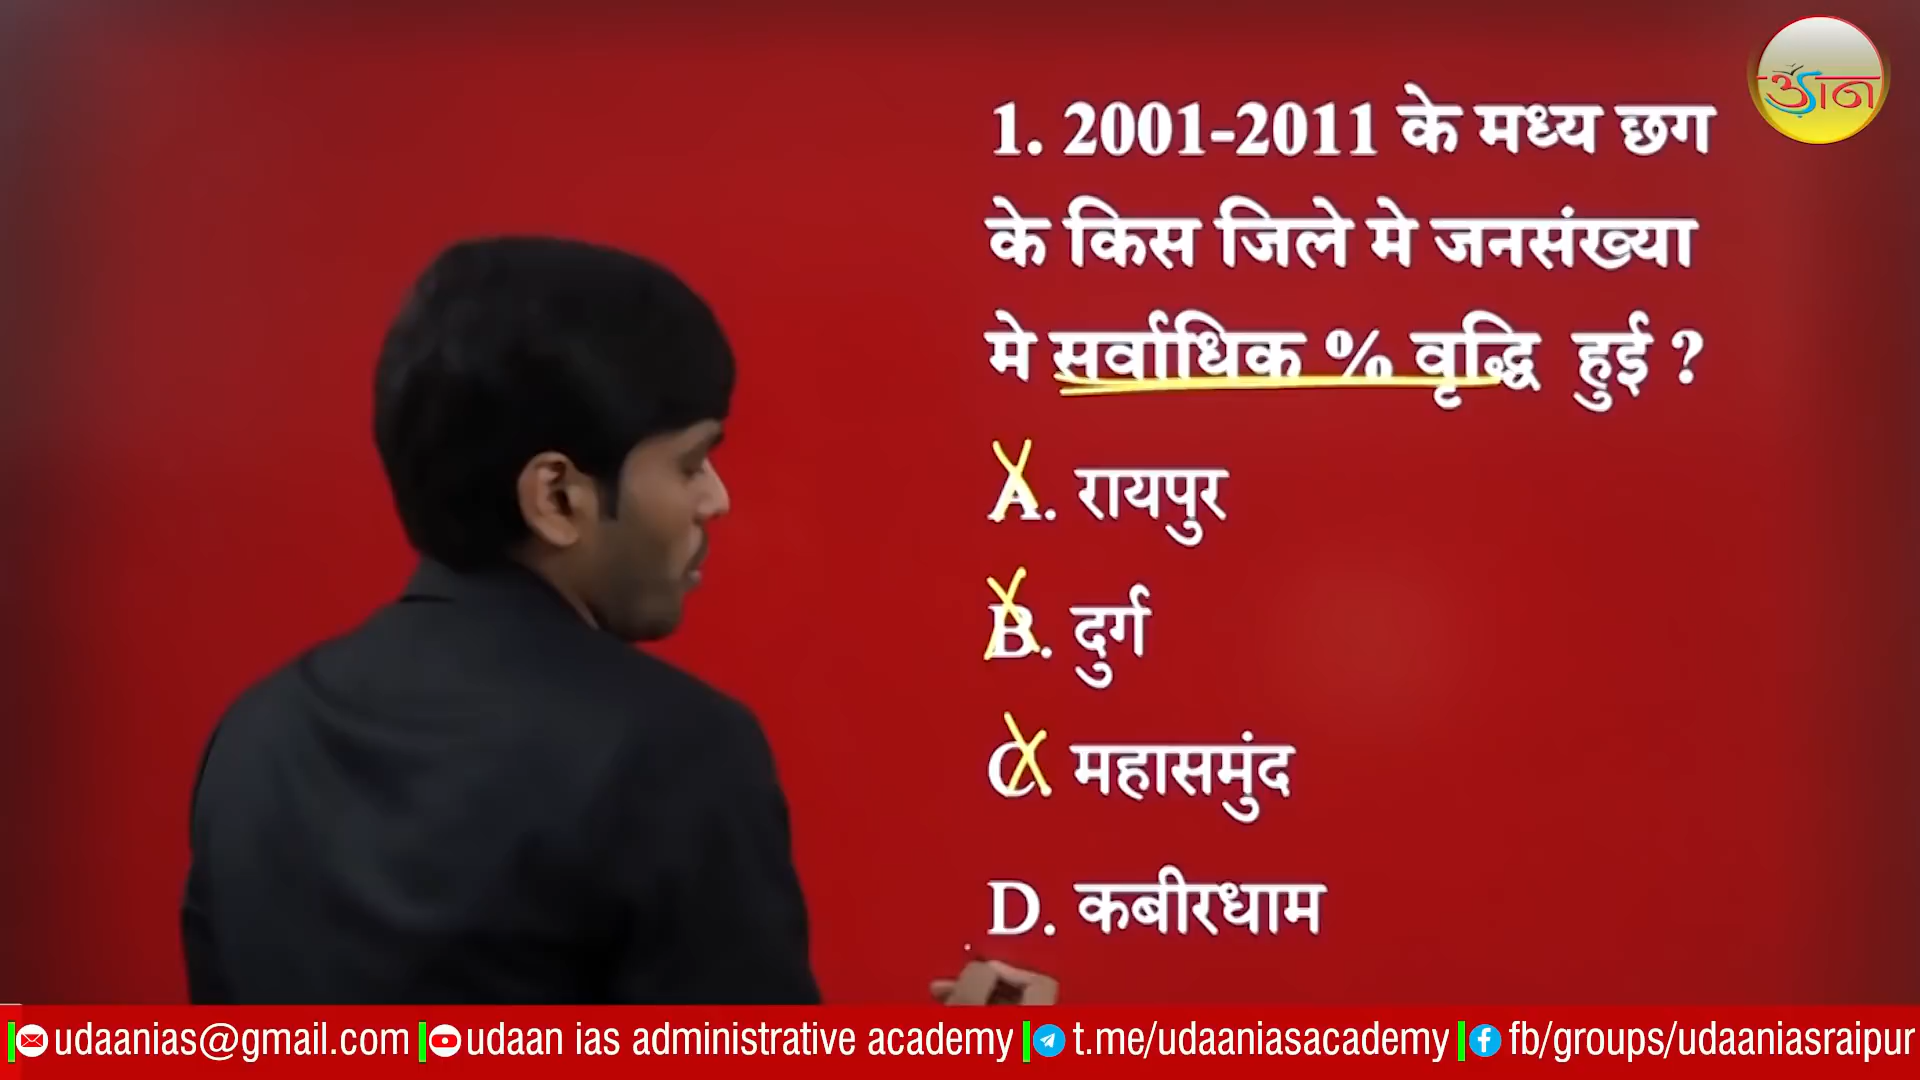 उड़ान
1. 2001-2011 के मध्य छग
के किस जिले मे जनसंख्या
मे सर्वाधिक % वृद्धि हुई ?
A. रायपुर
B. दुर्ग
C. महासमुंद
D. कबीरधाम
udaanias@gmail.com udaan ias administrative academy t.me/udaaniasacademy fb/groups/udaaniasraipur